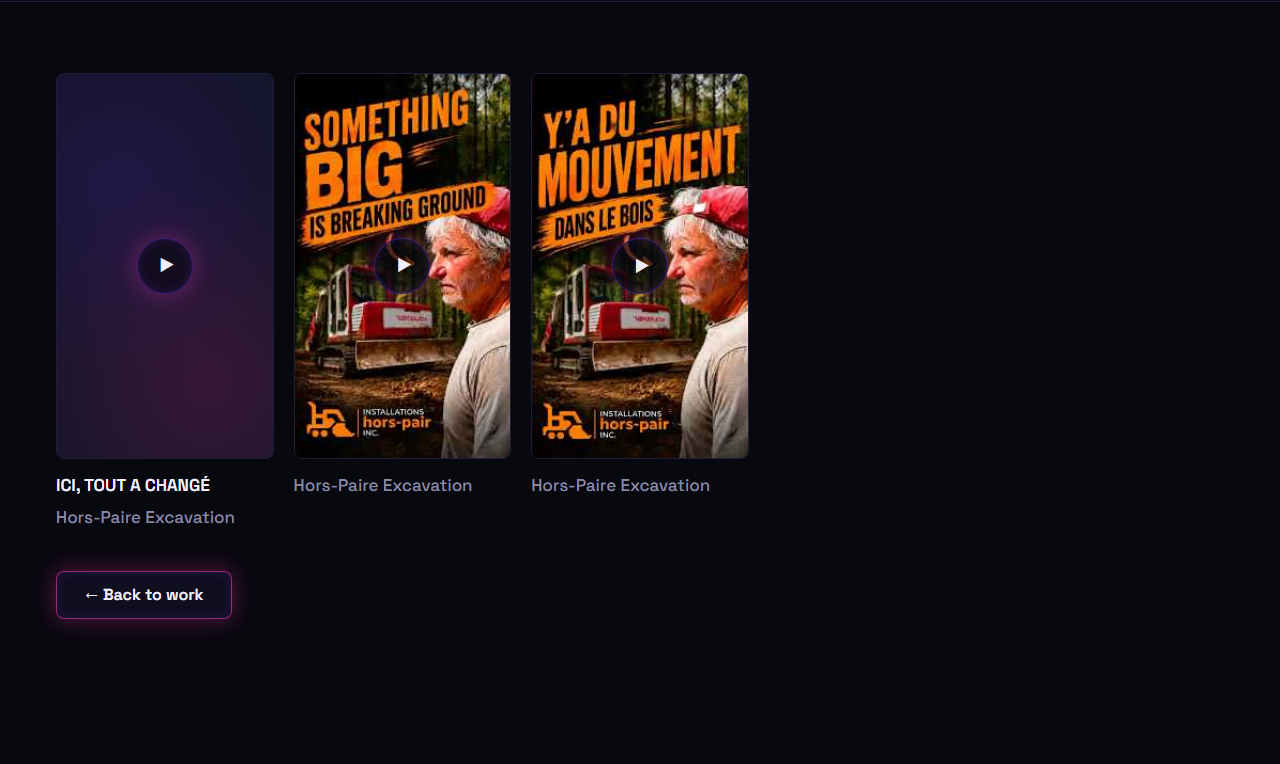 SOMETHING
BIG
IS BREAKING GROUND
INSTALLATIONS
hors-pair
INC.
Y'A DU
MOUVEMENT
DANS LE BOIS
INSTALLATIONS
hors-pair
INC.
ICI, TOUT A CHANGÉ
Hors-Paire Excavation
Hors-Paire Excavation
Hors-Paire Excavation
← Back to work